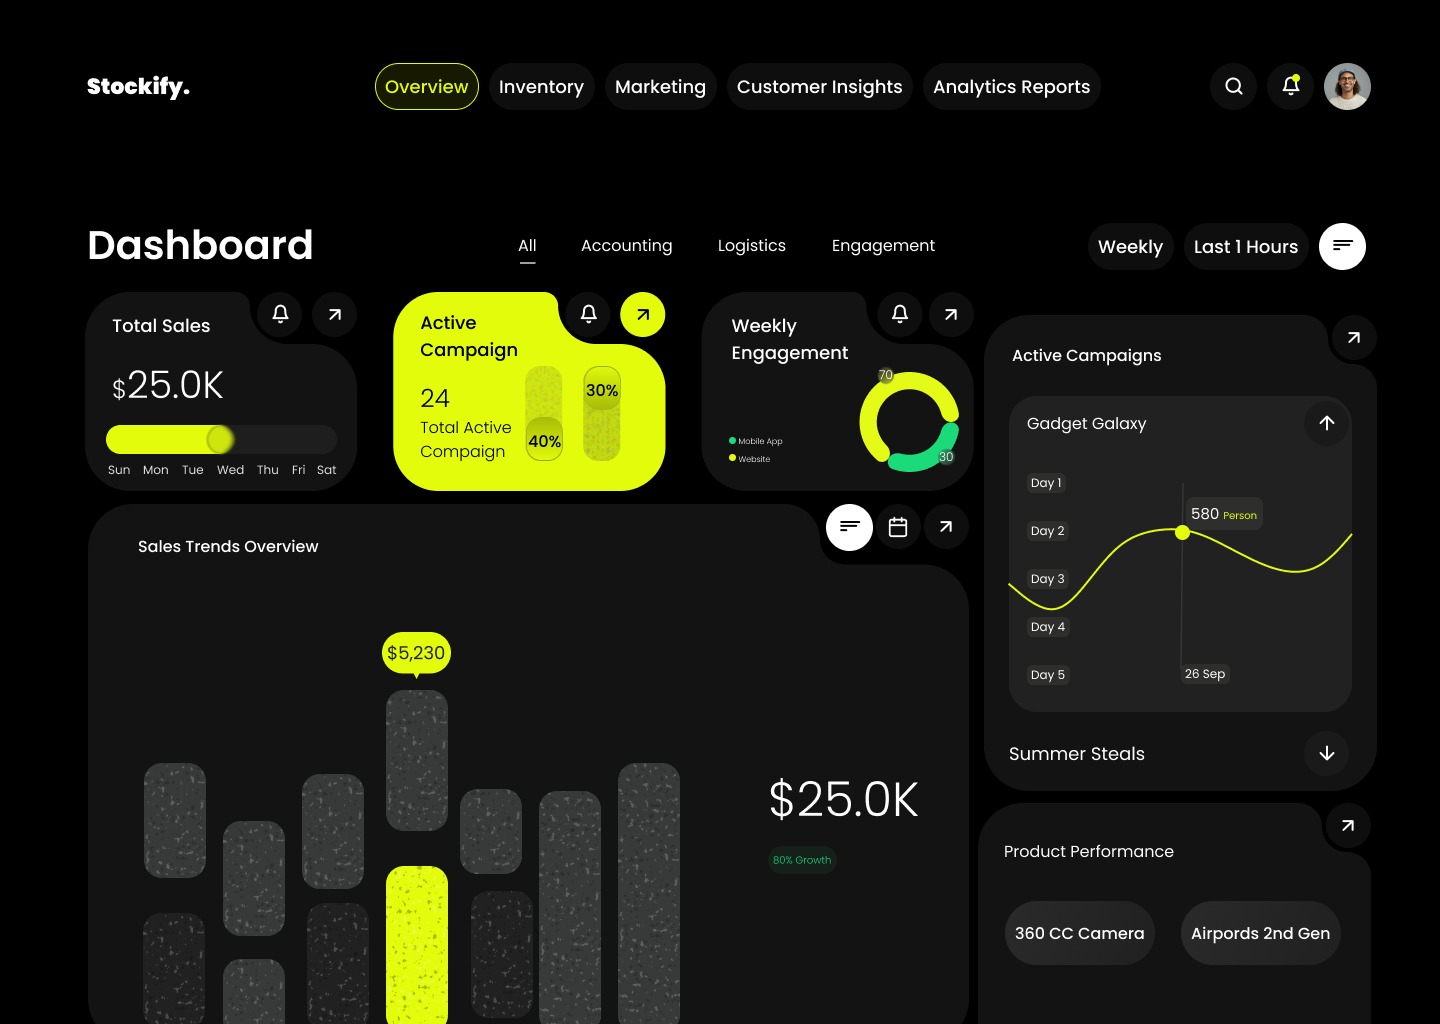 Stockify.
Overview
Inventory
Marketing
Customer Insights
Analytics Reports
Dashboard
All
Accounting
Logistics
Engagement
Weekly
Last 1 Hours
Total Sales
$25.0K
Sun Mon Tue Wed Thu Fri Sat
Active
Campaign
24
Total Active
Compaign
40%
30%
Weekly
Engagement
Mobile App
Website
70
30
Active Campaigns
Gadget Galaxy
Day 1
Day 2
Day 3
Day 4
Day 5
580 Person
26 Sep
Summer Steals
Sales Trends Overview
$5,230
$25.0K
80% Growth
Product Performance
360 CC Camera
Airpords 2nd Gen